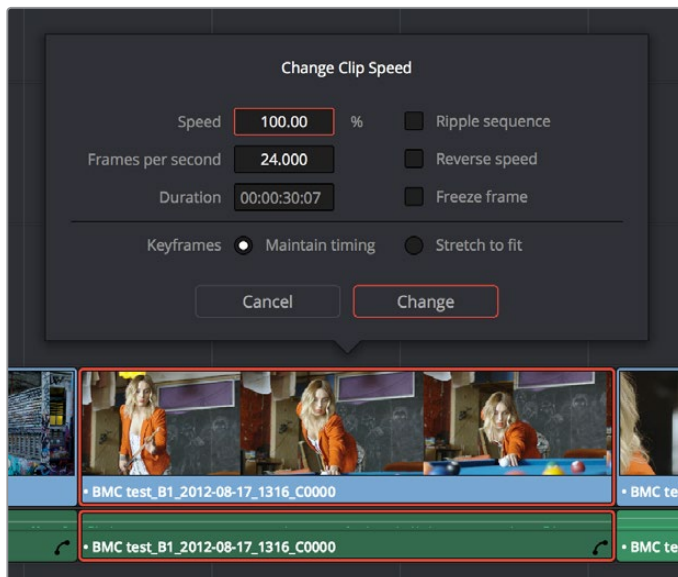 Change Clip Speed
Speed 100.00 % Ripple sequence
Frames per second 24.000 Reverse speed
Duration 00:00:30:07 Freeze frame
Keyframes Maintain timing Stretch to fit
Cancel Change
• BMC test_B1_2012-08-17_1316_C0000 • BMC te
• BMC test_B1_2012-08-17_1316_C0000 • BMC te